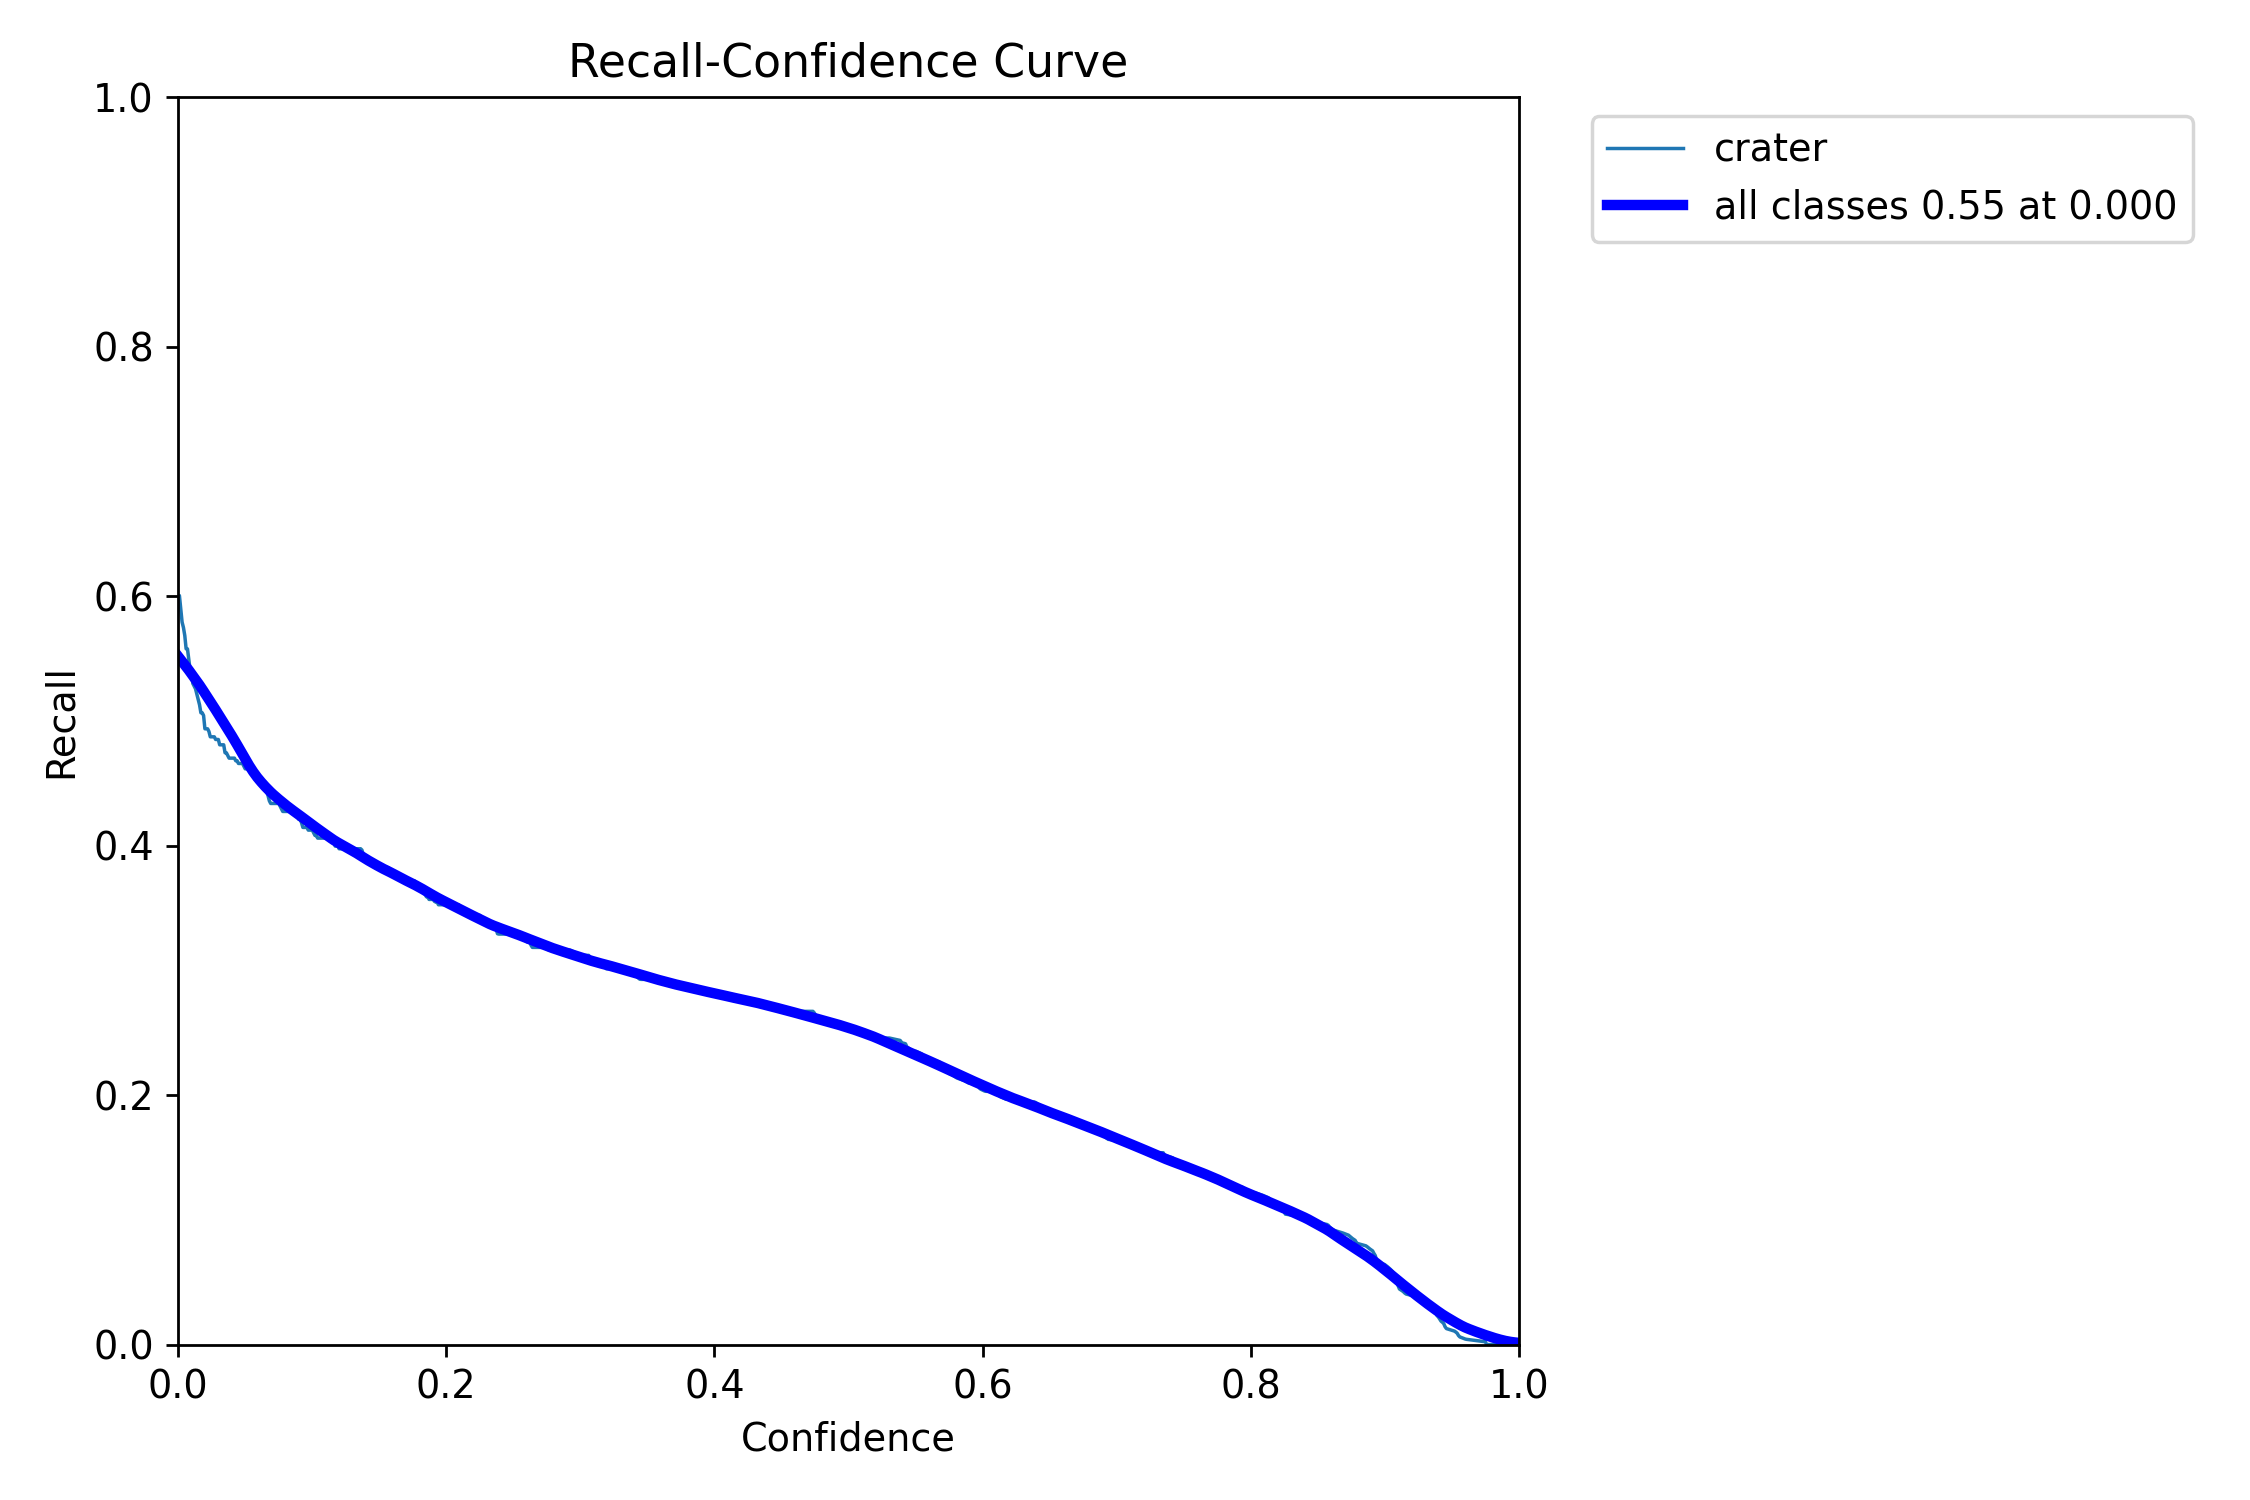 Recall-Confidence Curve
1.0
0.8
0.6
0.4
0.2
0.0
Recall
0.0 0.2 0.4 0.6 0.8 1.0
Confidence
crater
all classes 0.55 at 0.000